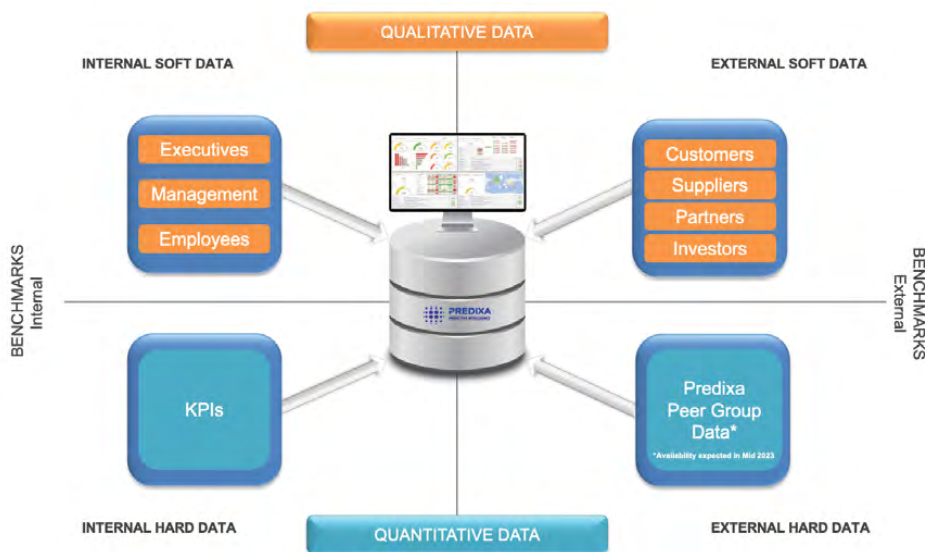 QUALITATIVE DATA
INTERNAL SOFT DATA
EXTERNAL SOFT DATA
Executives
Management
Employees
Customers
Suppliers
Partners
Investors
BENCHMARKS
Internal
BENCHMARKS
External
PREDIXA
KPIs
Predixa
Peer Group
Data*
*Availability expected in Mid 2023
INTERNAL HARD DATA
QUANTITATIVE DATA
EXTERNAL HARD DATA